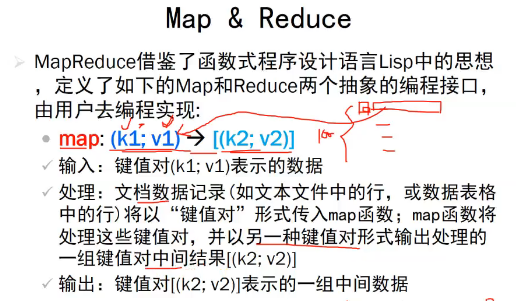 Map & Reduce
MapReduce借鉴了函数式程序设计语言Lisp中的思想
，定义了如下的Map和Reduce两个抽象的编程接口，
由用户去编程实现:
map: (k1; v1) → [(k2; v2)]
输入：键值对(k1; v1)表示的数据
处理：文档数据记录(如文本文件中的行，或数据表格
中的行)将以“键值对”形式传入map函数；map函数将
处理这些键值对，并以另一种键值对形式输出处理的
一组键值对中间结果[(k2; v2)]
输出：键值对[(k2; v2)]表示的一组中间数据